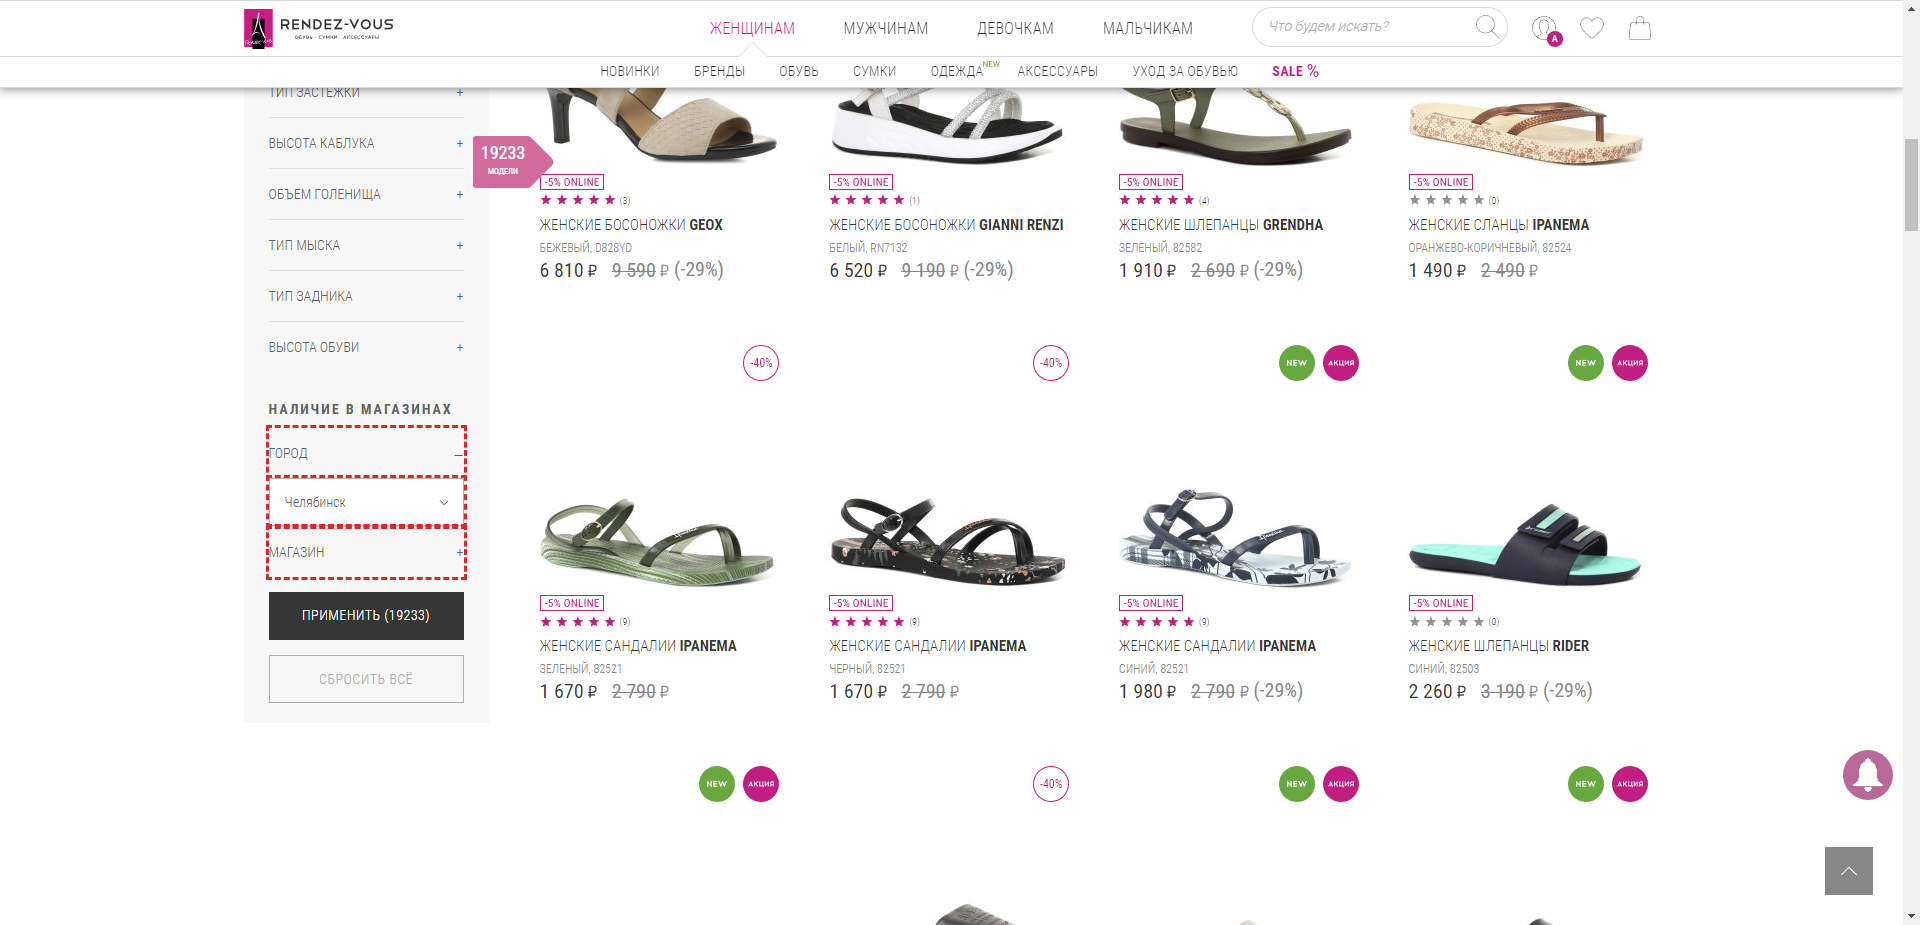 RENDEZ-VOUS
ОБУВЬ · СУМКИ · АКСЕССУАРЫ
ЖЕНЩИНАМ
МУЖЧИНАМ
ДЕВОЧКАМ
МАЛЬЧИКАМ
Что будем искать?
A
НОВИНКИ
БРЕНДЫ
ОБУВЬ
СУМКИ
ОДЕЖДА NEW
АКСЕССУАРЫ
УХОД ЗА ОБУВЬЮ
SALE %
ТИП ЗАСТЕЖКИ +
ВЫСОТА КАБЛУКА +
ОБЪЕМ ГОЛЕНИЩА +
ТИП МЫСКА +
ТИП ЗАДНИКА +
ВЫСОТА ОБУВИ +
19233
МОДЕЛИ
НАЛИЧИЕ В МАГАЗИНАХ
ГОРОД –
Челябинск
МАГАЗИН +
ПРИМЕНИТЬ (19233)
СБРОСИТЬ ВСЁ
-5% ONLINE
(3)
ЖЕНСКИЕ БОСОНОЖКИ GEOX
БЕЖЕВЫЙ, D828YD
6 810 ₽ 9 590 ₽ (-29%)
-5% ONLINE
(1)
ЖЕНСКИЕ БОСОНОЖКИ GIANNI RENZI
БЕЛЫЙ, RN7132
6 520 ₽ 9 190 ₽ (-29%)
-5% ONLINE
(4)
ЖЕНСКИЕ ШЛЕПАНЦЫ GRENDHA
ЗЕЛЕНЫЙ, 82582
1 910 ₽ 2 690 ₽ (-29%)
-5% ONLINE
(0)
ЖЕНСКИЕ СЛАНЦЫ IPANEMA
ОРАНЖЕВО-КОРИЧНЕВЫЙ, 82524
1 490 ₽ 2 490 ₽
-40%
-5% ONLINE
(9)
ЖЕНСКИЕ САНДАЛИИ IPANEMA
ЗЕЛЕНЫЙ, 82521
1 670 ₽ 2 790 ₽
-40%
-5% ONLINE
(9)
ЖЕНСКИЕ САНДАЛИИ IPANEMA
ЧЕРНЫЙ, 82521
1 670 ₽ 2 790 ₽
NEW АКЦИЯ
-5% ONLINE
(9)
ЖЕНСКИЕ САНДАЛИИ IPANEMA
СИНИЙ, 82521
1 980 ₽ 2 790 ₽ (-29%)
NEW АКЦИЯ
-5% ONLINE
(0)
ЖЕНСКИЕ ШЛЕПАНЦЫ RIDER
СИНИЙ, 82503
2 260 ₽ 3 190 ₽ (-29%)
NEW АКЦИЯ
-40%
NEW АКЦИЯ
NEW АКЦИЯ